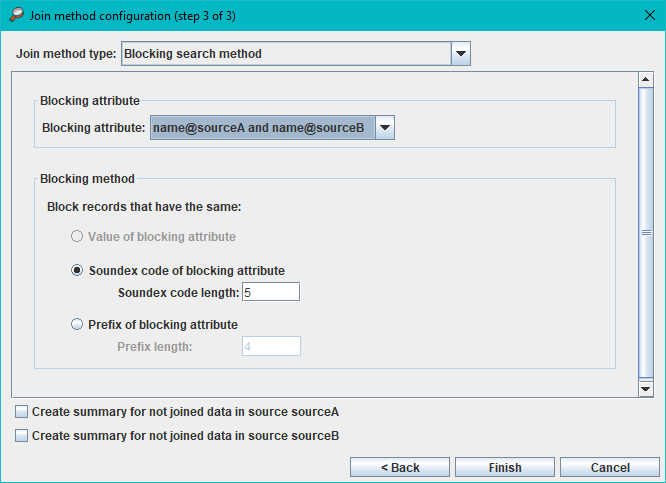 Join method configuration (step 3 of 3)
Join method type: Blocking search method
Blocking attribute
Blocking attribute: name@sourceA and name@sourceB
Blocking method
Block records that have the same:
Value of blocking attribute
Soundex code of blocking attribute
Soundex code length: 5
Prefix of blocking attribute
Prefix length: 4
Create summary for not joined data in source sourceA
Create summary for not joined data in source sourceB
< Back Finish Cancel